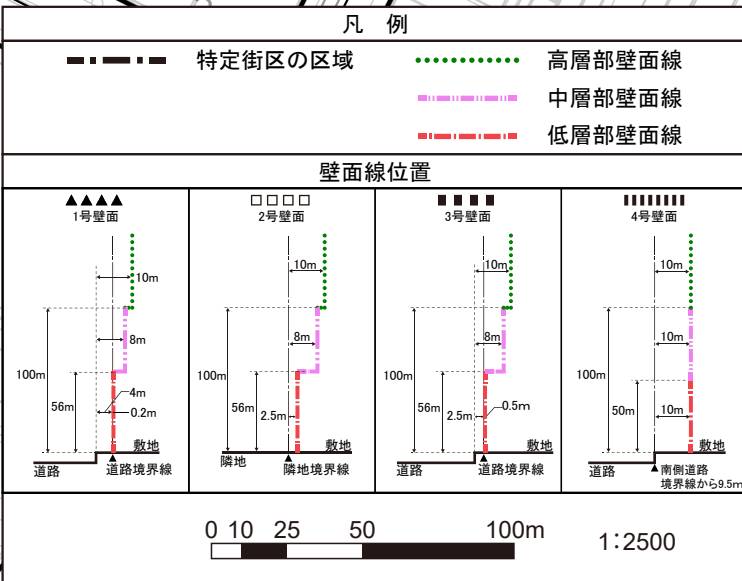 凡 例
特定街区の区域
高層部壁面線
中層部壁面線
低層部壁面線
壁面線位置
1号壁面
10m
8m
100m
56m
4m
0.2m
敷地
道路
道路境界線
2号壁面
10m
8m
100m
56m
2.5m
敷地
隣地
隣地境界線
3号壁面
10m
8m
100m
56m
2.5m
0.5m
敷地
道路
道路境界線
4号壁面
10m
10m
100m
50m
10m
敷地
道路
南側道路
境界線から9.5m
0 10 25 50 100m
1:2500